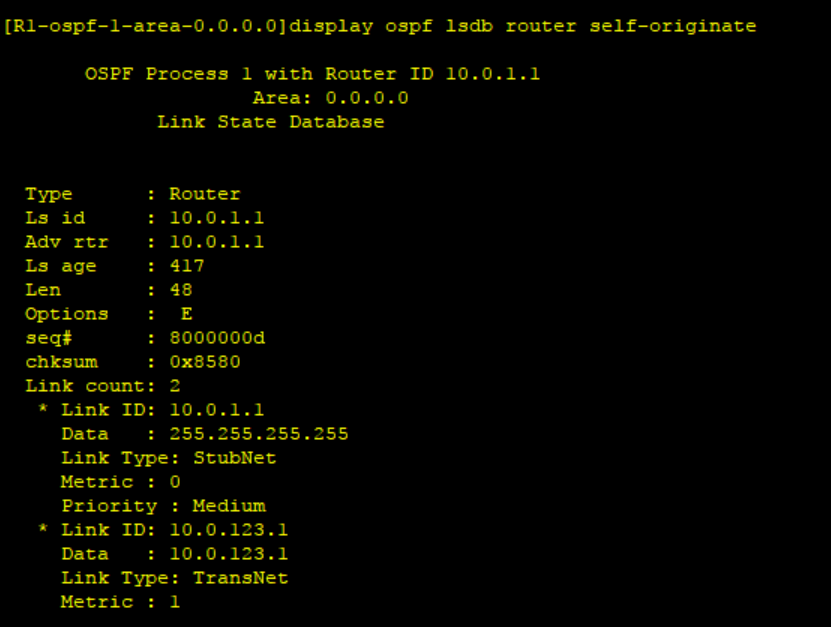 [R1-ospf-1-area-0.0.0.0]display ospf lsdb router self-originate
OSPF Process 1 with Router ID 10.0.1.1
Area: 0.0.0.0
Link State Database
Type : Router
Ls id : 10.0.1.1
Adv rtr : 10.0.1.1
Ls age : 417
Len : 48
Options : E
seq# : 8000000d
chksum : 0x8580
Link count: 2
* Link ID: 10.0.1.1
Data : 255.255.255.255
Link Type: StubNet
Metric : 0
Priority : Medium
* Link ID: 10.0.123.1
Data : 10.0.123.1
Link Type: TransNet
Metric : 1